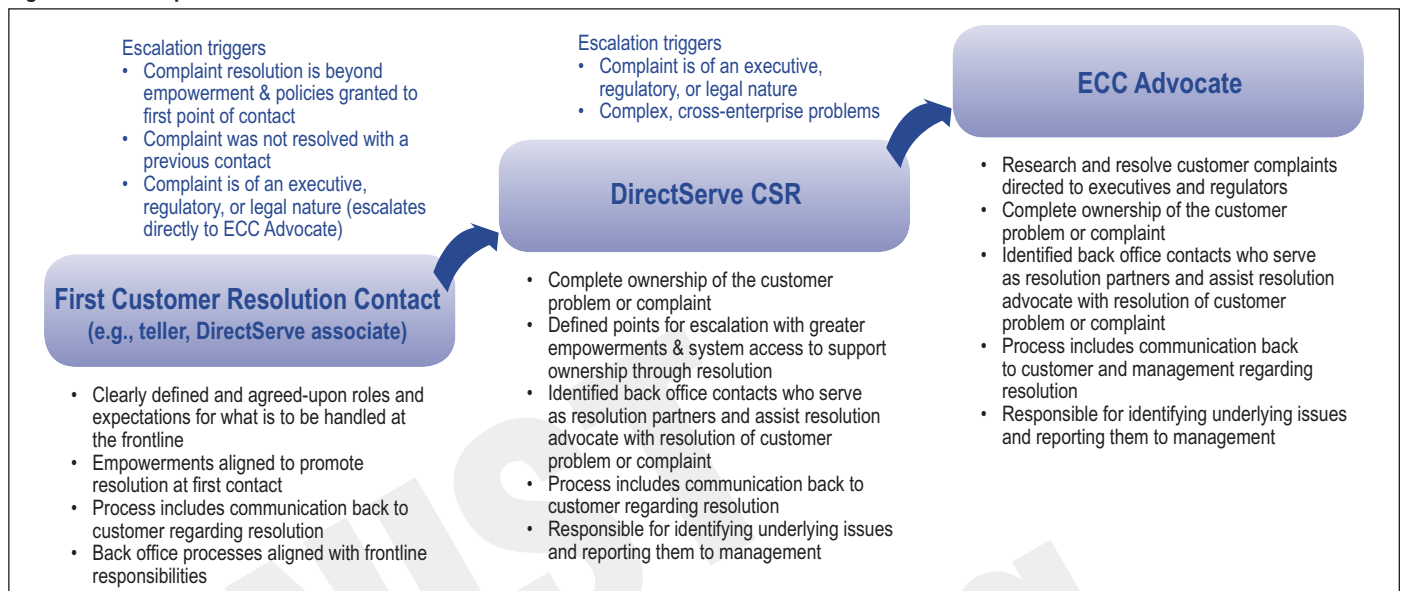 Escalation triggers
• Complaint resolution is beyond
empowerment & policies granted to
first point of contact
• Complaint was not resolved with a
previous contact
• Complaint is of an executive,
regulatory, or legal nature (escalates
directly to ECC Advocate)
First Customer Resolution Contact
(e.g., teller, DirectServe associate)
• Clearly defined and agreed-upon roles and
expectations for what is to be handled at
the frontline
• Empowerments aligned to promote
resolution at first contact
• Process includes communication back to
customer regarding resolution
• Back office processes aligned with frontline
responsibilities
Escalation triggers
• Complaint is of an executive,
regulatory, or legal nature
• Complex, cross-enterprise problems
DirectServe CSR
• Complete ownership of the customer
problem or complaint
• Defined points for escalation with greater
empowerments & system access to support
ownership through resolution
• Identified back office contacts who serve
as resolution partners and assist resolution
advocate with resolution of customer
problem or complaint
• Process includes communication back to
customer regarding resolution
• Responsible for identifying underlying issues
and reporting them to management
ECC Advocate
• Research and resolve customer complaints
directed to executives and regulators
• Complete ownership of the customer
problem or complaint
• Identified back office contacts who serve
as resolution partners and assist resolution
advocate with resolution of customer
problem or complaint
• Process includes communication back
to customer and management regarding
resolution
• Responsible for identifying underlying issues
and reporting them to management
NIST